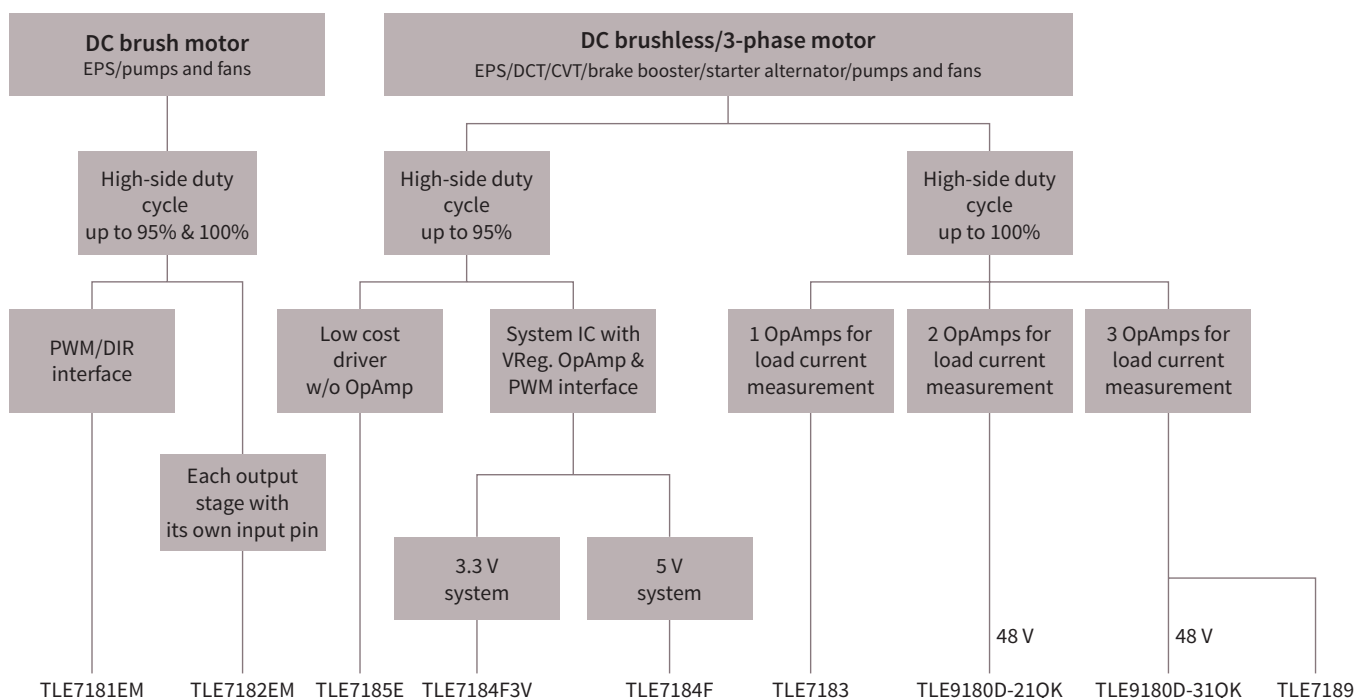 DC brush motor
EPS/pumps and fans
DC brushless/3-phase motor
EPS/DCT/CVT/brake booster/starter alternator/pumps and fans
High-side duty
cycle
up to 95% & 100%
High-side duty
cycle
up to 95%
High-side duty
cycle
up to 100%
PWM/DIR
interface
Low cost
driver
w/o OpAmp
System IC with
VReg. OpAmp &
PWM interface
1 OpAmps for
load current
measurement
2 OpAmps for
load current
measurement
3 OpAmps for
load current
measurement
Each output
stage with
its own input pin
3.3 V
system
5 V
system
48 V
48 V
TLE7181EM
TLE7182EM
TLE7185E
TLE7184F3V
TLE7184F
TLE7183
TLE9180D-21QK
TLE9180D-31QK
TLE7189